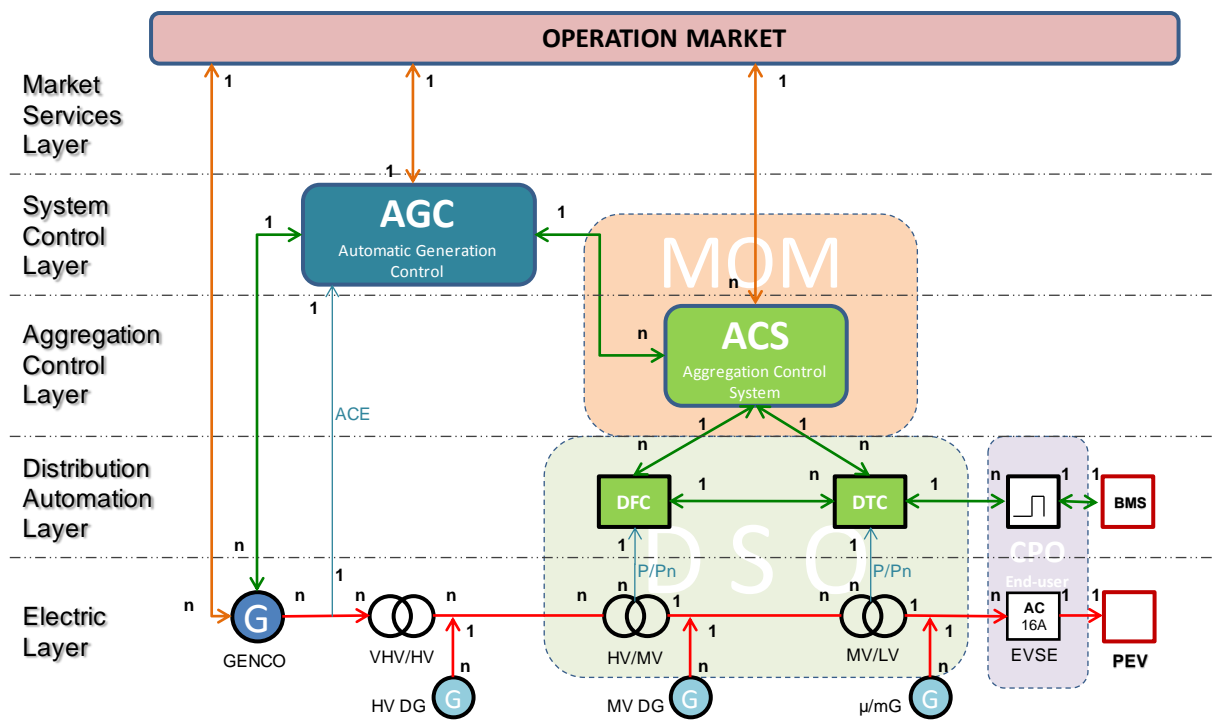 OPERATION MARKET
1
1
1
Market
Services
Layer
1
System
Control
Layer
1
AGC
Automatic Generation
Control
1
MOM
n
1
Aggregation
Control
Layer
n
ACS
Aggregation Control
System
ACE
1
1
n
n
Distribution
Automation
Layer
DFC
1
n
DTC
1
n
1
1
BMS
n
1
1
1
P/Pn
P/Pn
D S O
CPO
End-user
Electric
Layer
n
G
n
n
n
n
n
1
n
n
1
n
AC
16A
1
1
GENCO
VHV/HV
1
HV/MV
1
MV/LV
1
EVSE
PEV
n
n
n
HV DG
G
MV DG
G
µ/mG
G